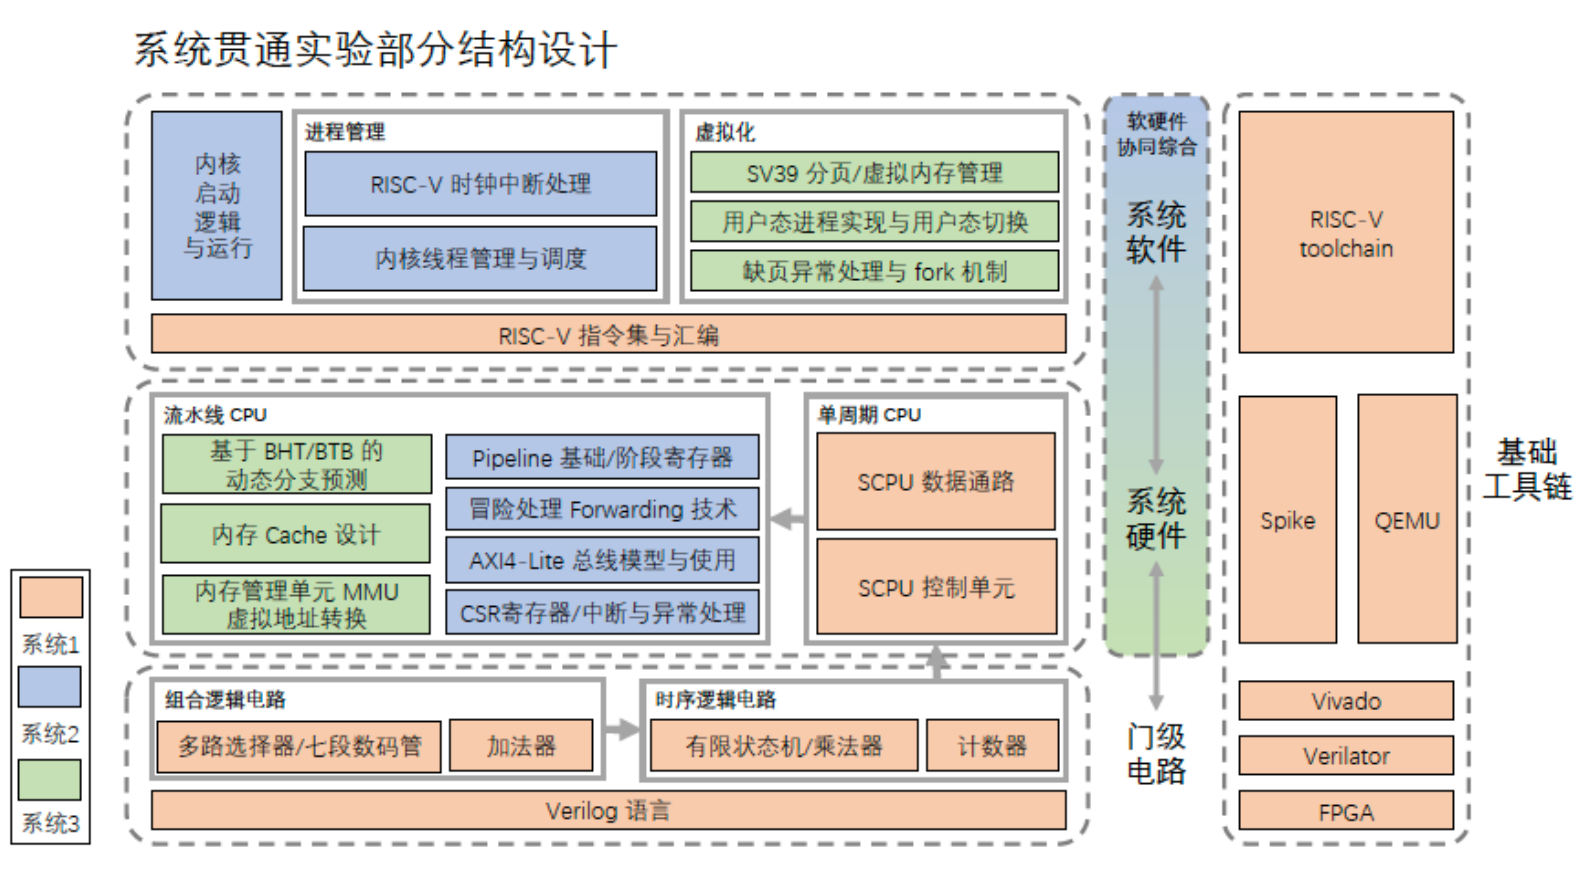 系统贯通实验部分结构设计
内核
启动
逻辑
与运行
进程管理
RISC-V 时钟中断处理
内核线程管理与调度
虚拟化
SV39 分页/虚拟内存管理
用户态进程实现与用户态切换
缺页异常处理与 fork 机制
RISC-V 指令集与汇编
流水线 CPU
基于 BHT/BTB 的
动态分支预测
内存 Cache 设计
内存管理单元 MMU
虚拟地址转换
Pipeline 基础/阶段寄存器
冒险处理 Forwarding 技术
AXI4-Lite 总线模型与使用
CSR寄存器/中断与异常处理
单周期 CPU
SCPU 数据通路
SCPU 控制单元
组合逻辑电路
多路选择器/七段数码管
加法器
时序逻辑电路
有限状态机/乘法器
计数器
Verilog 语言
软硬件
协同综合
系统
软件
系统
硬件
门级
电路
RISC-V
toolchain
Spike
QEMU
Vivado
Verilator
FPGA
基础
工具链
系统1
系统2
系统3